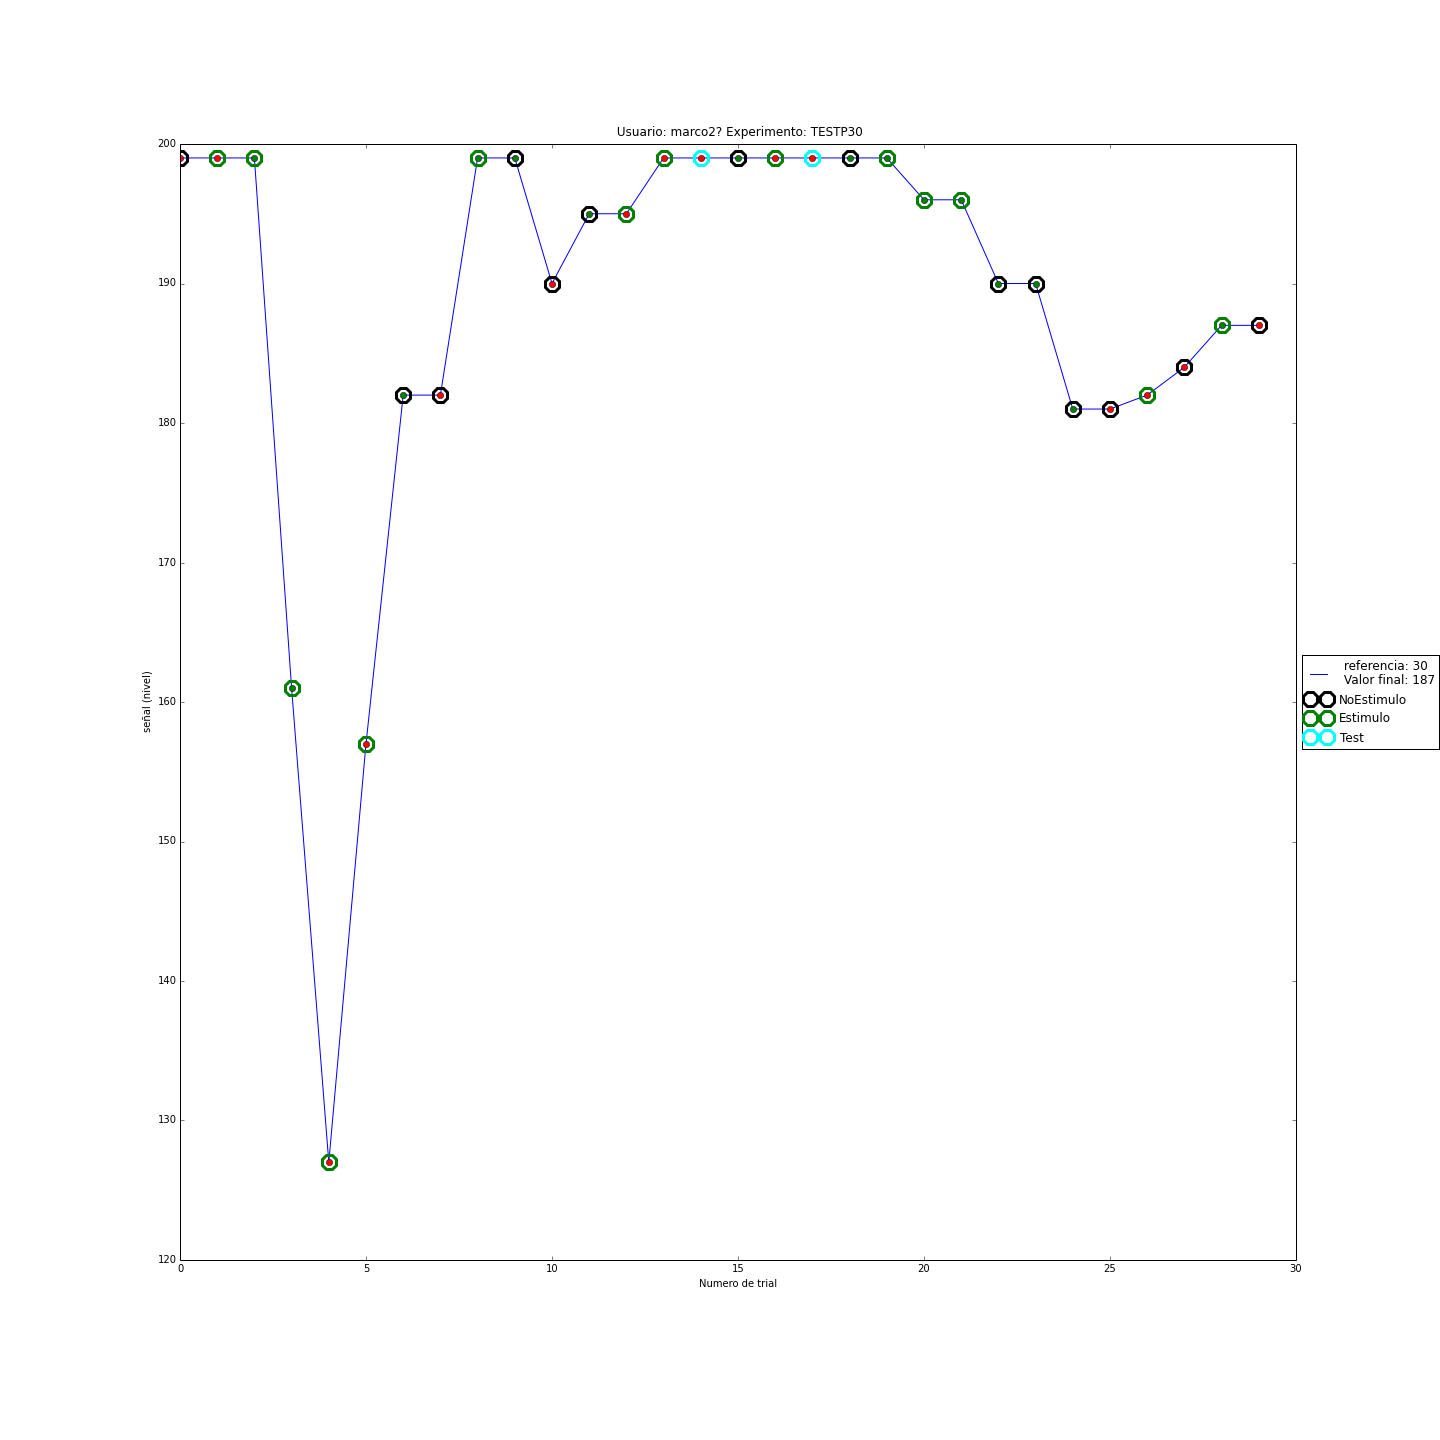 Usuario: marco2? Experimento: TESTP30
200
190
180
170
160
150
140
130
120
señal (nivel)
0 5 10 15 20 25 30
Numero de trial
referencia: 30
Valor final: 187
NoEstimulo
Estimulo
Test